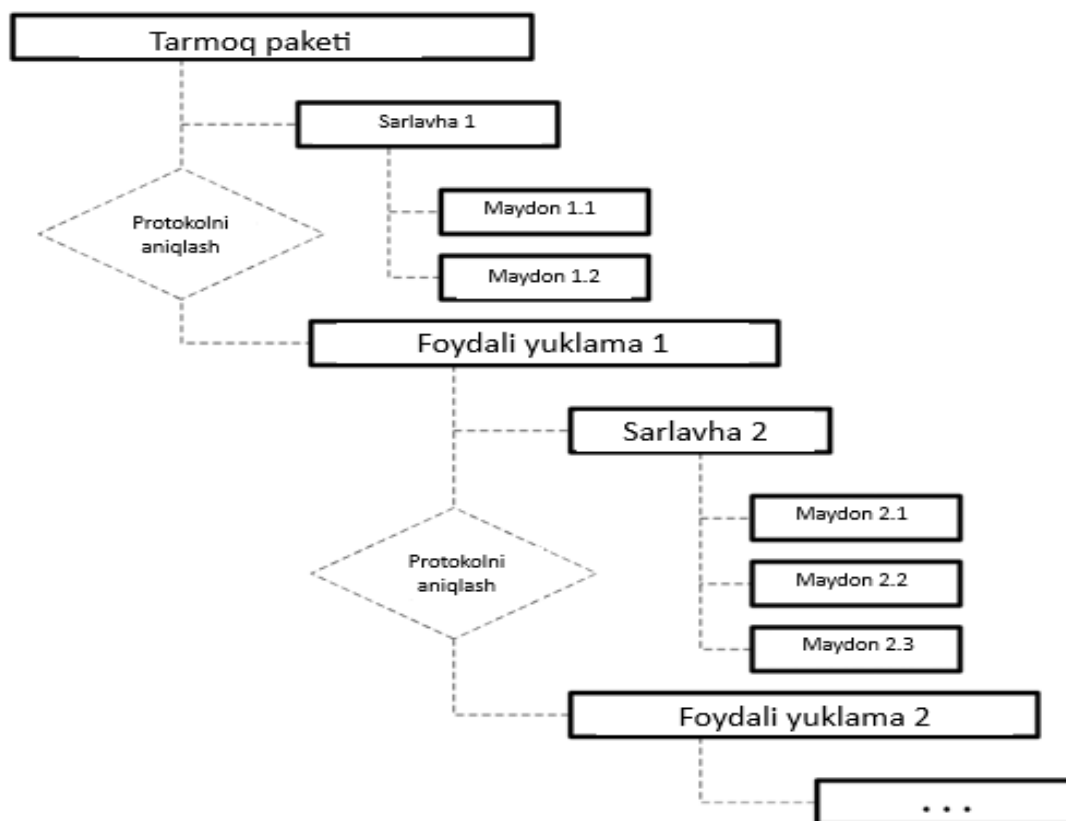 Tarmoq paketi
Sarlavha 1
Protokolni
aniqlash
Maydon 1.1
Maydon 1.2
Foydali yuklama 1
Sarlavha 2
Protokolni
aniqlash
Maydon 2.1
Maydon 2.2
Maydon 2.3
Foydali yuklama 2
. . .